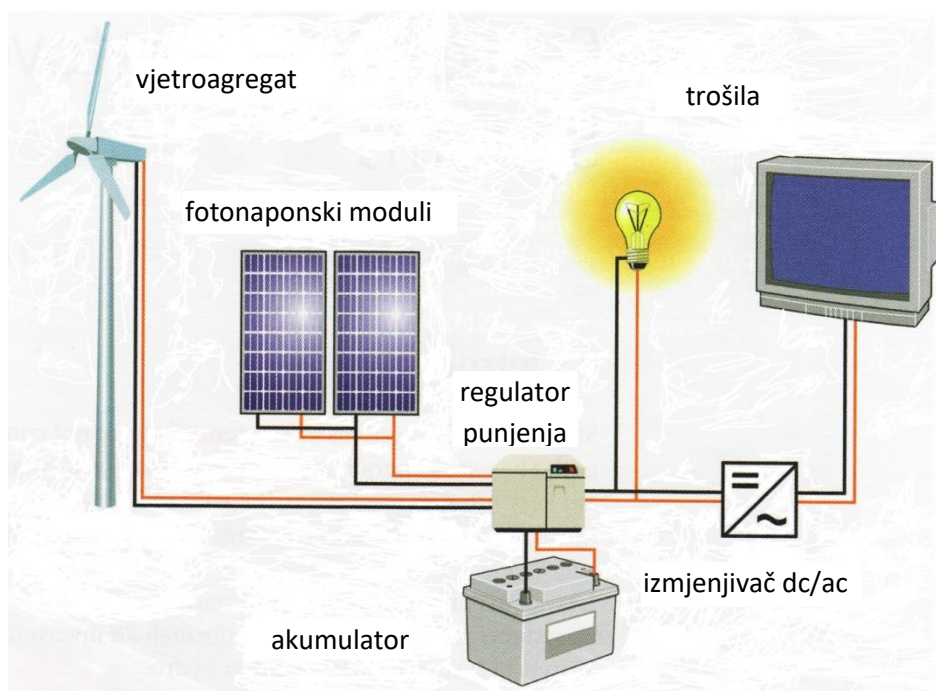 vjetroagregat
trošila
fotonaponski moduli
regulator
punjenja
izmjenjivač dc/ac
akumulator